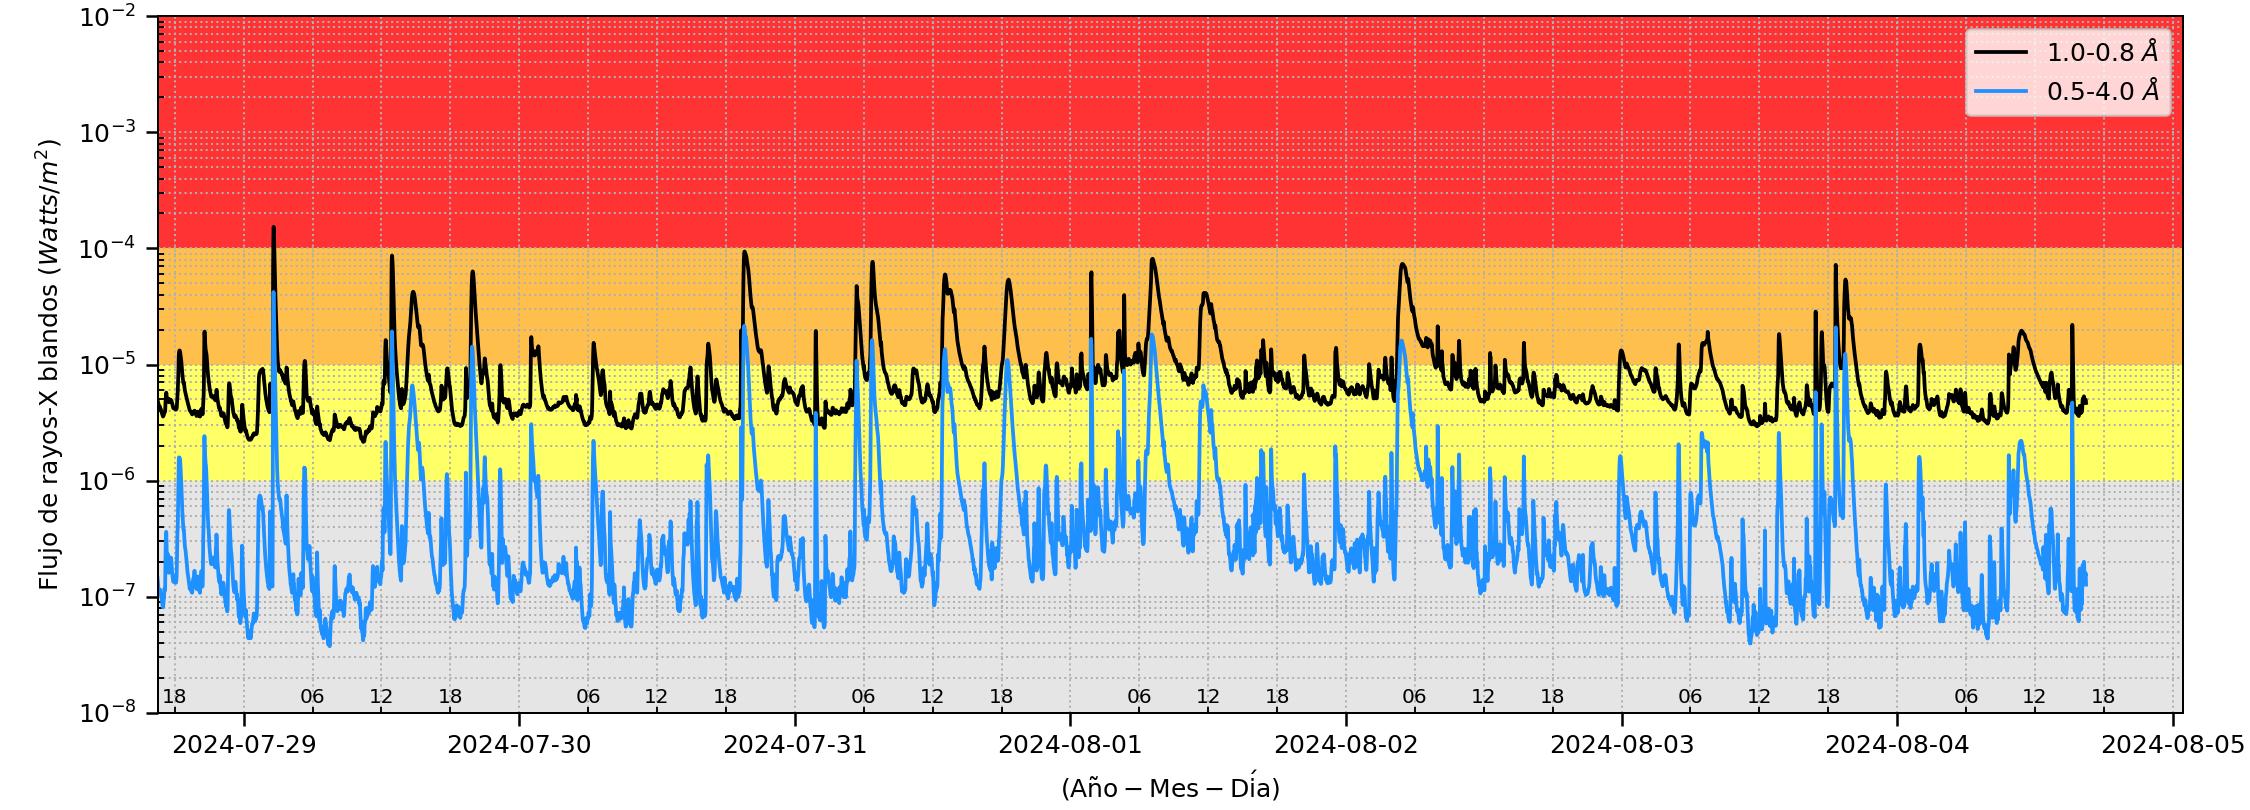 10⁻²
10⁻³
10⁻⁴
10⁻⁵
10⁻⁶
10⁻⁷
10⁻⁸
Flujo de rayos-X blandos (Watts/m²)
1.0-0.8 Å
0.5-4.0 Å
18 06 12 18 06 12 18 06 12 18 06 12 18 06 12 18 06 12 18 06 12 18
2024-07-29 2024-07-30 2024-07-31 2024-08-01 2024-08-02 2024-08-03 2024-08-04 2024-08-05
(Año − Mes − Día)